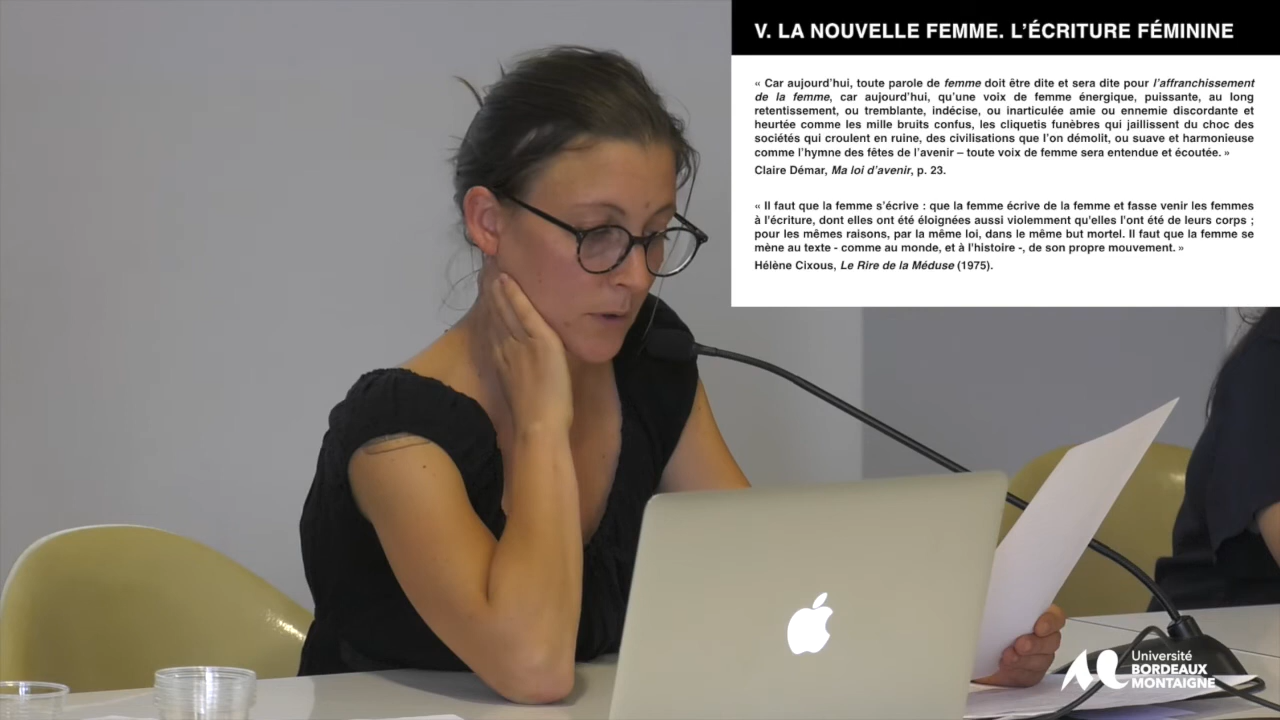 V. LA NOUVELLE FEMME. L'ÉCRITURE FÉMININE
« Car aujourd'hui, toute parole de femme doit être dite et sera dite pour l'affranchissement
de la femme, car aujourd'hui, qu'une voix de femme énergique, puissante, au long
retentissement, ou tremblante, indécise, ou inarticulée amie ou ennemie discordante et
heurtée comme les mille bruits confus, les cliquetis funèbres qui jaillissent du choc des
sociétés qui croulent en ruine, des civilisations que l'on démolit, ou suave et harmonieuse
comme l'hymne des fêtes de l'avenir – toute voix de femme sera entendue et écoutée. »
Claire Démar, Ma loi d'avenir, p. 23.
« Il faut que la femme s'écrive : que la femme écrive de la femme et fasse venir les femmes
à l'écriture, dont elles ont été éloignées aussi violemment qu'elles l'ont été de leurs corps ;
pour les mêmes raisons, par la même loi, dans le même but mortel. Il faut que la femme se
mène au texte - comme au monde, et à l'histoire -, de son propre mouvement. »
Hélène Cixous, Le Rire de la Méduse (1975).
Université
BORDEAUX
MONTAIGNE